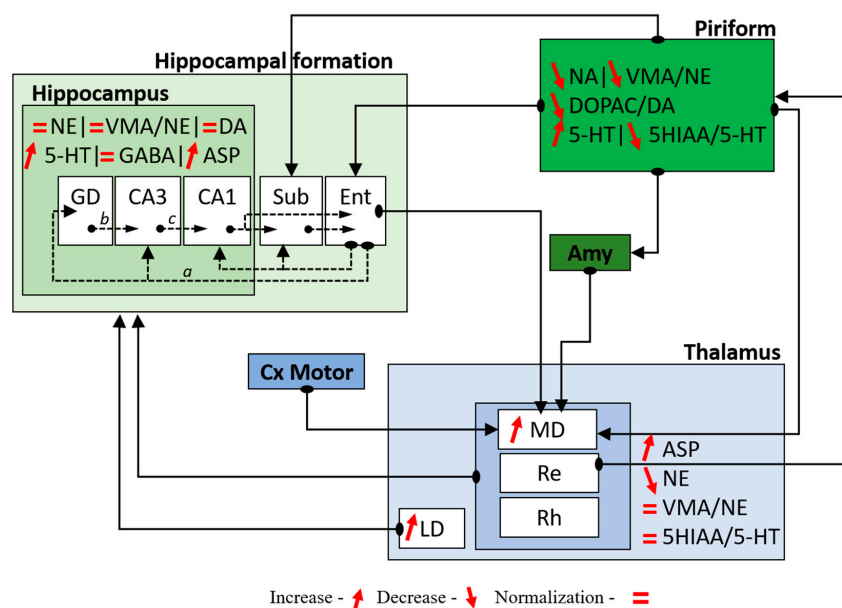 Piriform
Hippocampal formation
NA| VMA/NE
DOPAC/DA
5-HT| 5HIAA/5-HT
Hippocampus
=NE|=VMA/NE|=DA
5-HT|=GABA| ASP
GD CA3 CA1 Sub Ent
b c
a
Amy
Thalamus
Cx Motor
MD
ASP
Re
NE
= VMA/NE
Rh
LD
= 5HIAA/5-HT
Increase - Decrease - Normalization - =